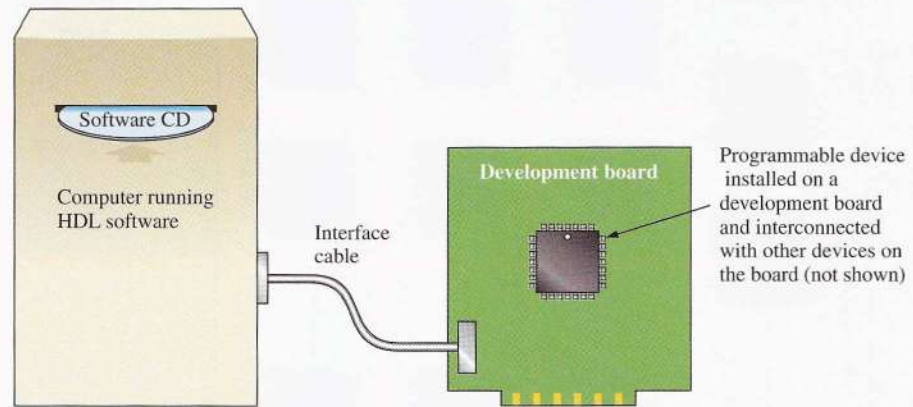 Software CD
Computer running
HDL software
Interface
cable
Development board
Programmable device
installed on a
development board
and interconnected
with other devices on
the board (not shown)